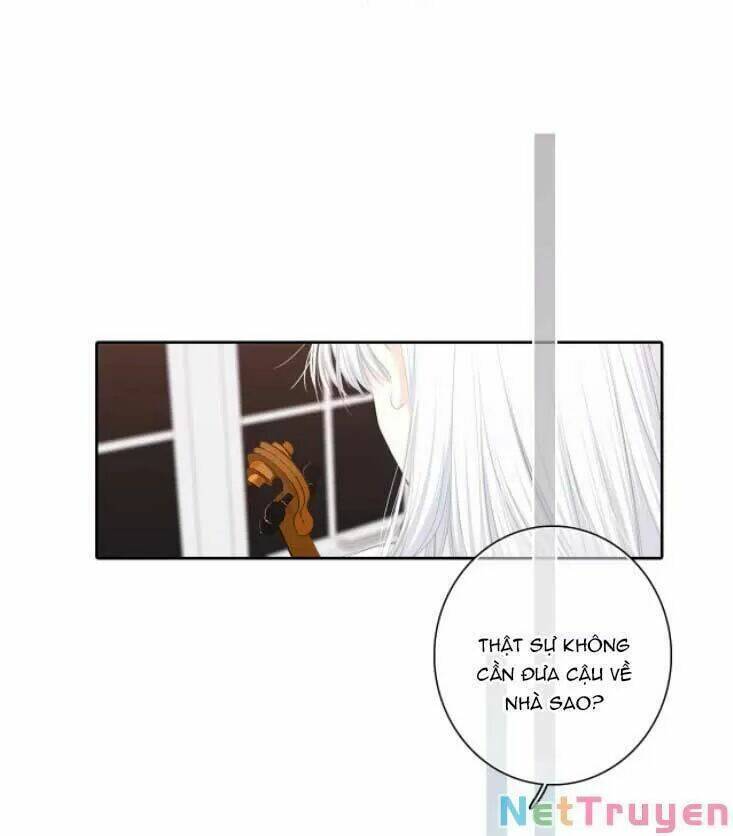 THẬT SỰ KHÔNG
CẦN ĐƯA CẬU VỀ
NHÀ SAO?
NetTruyen